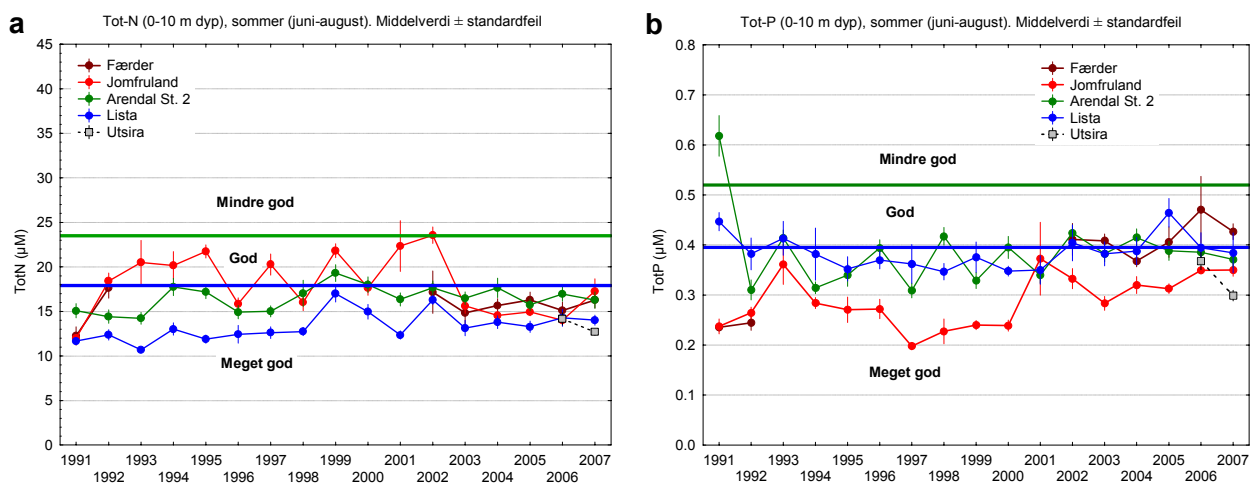 a
Tot-N (0-10 m dyp), sommer (juni-august). Middelverdi ± standardfeil
45
40
35
30
25
20
15
10
5
0
TotN (µM)
Færder
Jomfruland
Arendal St. 2
Lista
Utsira
Mindre god
God
Meget god
1991 1993 1995 1997 1999 2001 2003 2005 2007
1992 1994 1996 1998 2000 2002 2004 2006
b
Tot-P (0-10 m dyp), sommer (juni-august). Middelverdi ± standardfeil
0.8
0.7
0.6
0.5
0.4
0.3
0.2
0.1
0.0
TotP (µM)
Færder
Jomfruland
Arendal St. 2
Lista
Utsira
Mindre god
God
Meget god
1991 1993 1995 1997 1999 2001 2003 2005 2007
1992 1994 1996 1998 2000 2002 2004 2006